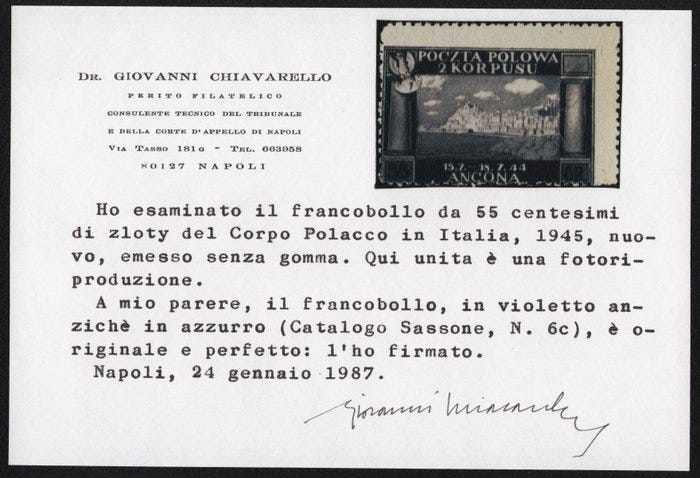 DR. GIOVANNI CHIAVARELLO
PERITO FILATELICO
CONSULENTE TECNICO DEL TRIBUNALE
E DELLA CORTE D'APPELLO DI NAPOLI
VIA TASSO 181G - TEL. 663958
80127 NAPOLI
POCZTA POLOWA
2 KORPUSU
15.7. - 18.7.44
ANCONA
Ho esaminato il francobollo da 55 centesimi
di zloty del Corpo Polacco in Italia, 1945, nuo-
vo, emesso senza gomma. Qui unita è una fotori-
produzione.
A mio parere, il francobollo, in violetto an-
zichè in azzurro (Catalogo Sassone, N. 6c), è o-
riginale e perfetto: l'ho firmato.
Napoli, 24 gennaio 1987.
Giovanni Chiavarello